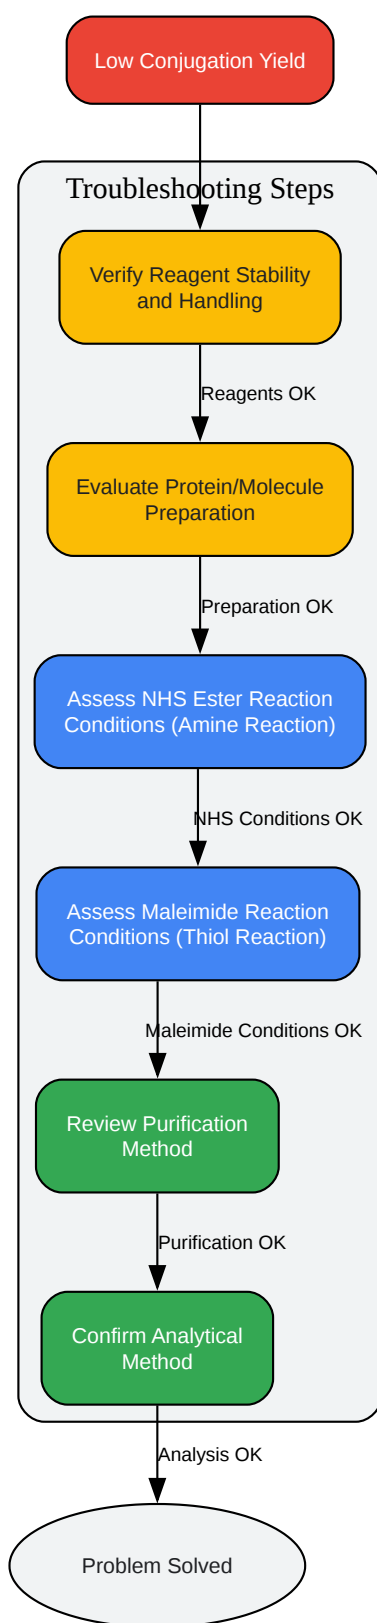 Low Conjugation Yield
Troubleshooting Steps
Verify Reagent Stability
and Handling
Reagents OK
Evaluate Protein/Molecule
Preparation
Preparation OK
Assess NHS Ester Reaction
Conditions (Amine Reaction)
NHS Conditions OK
Assess Maleimide Reaction
Conditions (Thiol Reaction)
Maleimide Conditions OK
Review Purification
Method
Purification OK
Confirm Analytical
Method
Analysis OK
Problem Solved